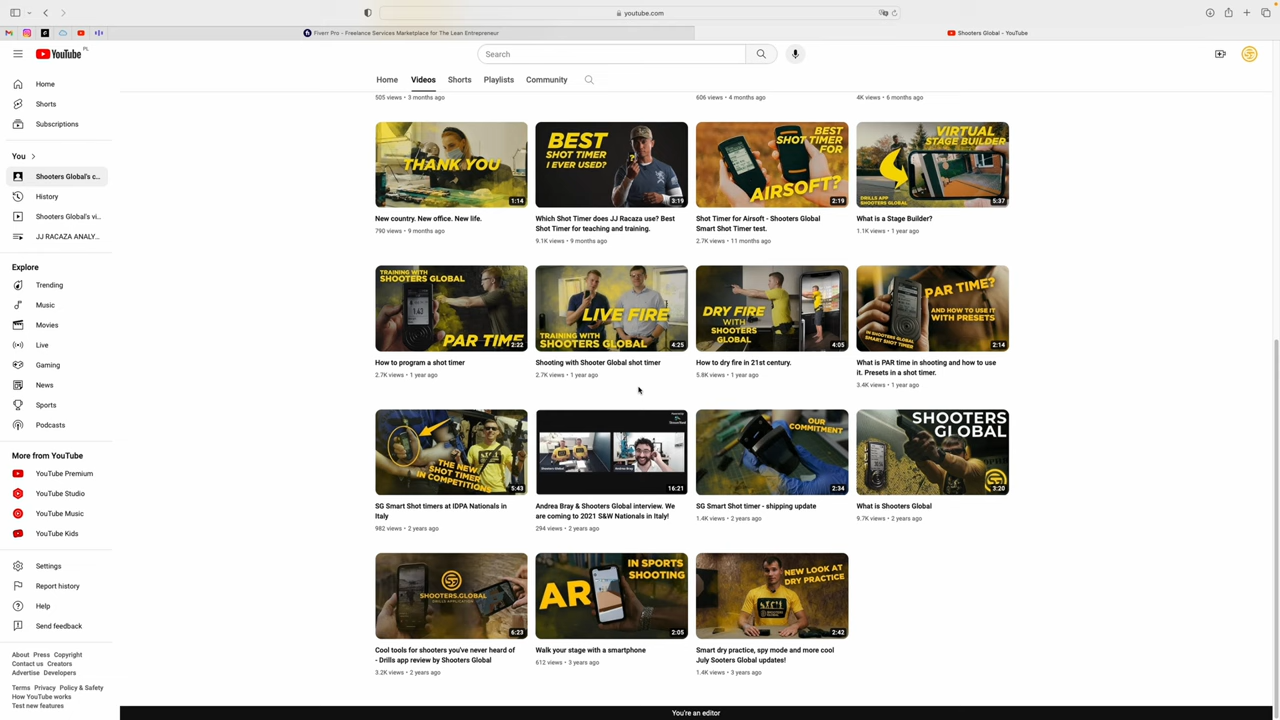 youtube.com
Fiverr Pro - Freelance Services Marketplace for The Lean Entrepreneur
Shooters Global - YouTube
YouTube PL
Search
Home
Shorts
Subscriptions
You
Shooters Global's c...
History
Shooters Global's vi...
JJ RACAZA ANALY...
Explore
Trending
Music
Movies
Live
Gaming
News
Sports
Podcasts
More from YouTube
YouTube Premium
YouTube Studio
YouTube Music
YouTube Kids
Settings
Report history
Help
Send feedback
About Press Copyright
Contact us Creators
Advertise Developers
Terms Privacy Policy & Safety
How YouTube works
Test new features
Home Videos Shorts Playlists Community
505 views • 3 months ago
606 views • 4 months ago
4K views • 6 months ago
THANK YOU
1:14
New country. New office. New life.
790 views • 9 months ago
BEST
SHOT TIMER
I EVER USED?
3:19
Which Shot Timer does JJ Racaza use? Best
Shot Timer for teaching and training.
9.1K views • 9 months ago
BEST
SHOT TIMER
FOR
AIRSOFT?
2:19
Shot Timer for Airsoft - Shooters Global
Smart Shot Timer test.
2.7K views • 11 months ago
VIRTUAL
STAGE BUILDER
DRILLS APP
SHOOTERS GLOBAL
5:37
What is a Stage Builder?
1.1K views • 1 year ago
TRAINING WITH
SHOOTERS GLOBAL
1.43
PAR TIME
2:22
How to program a shot timer
2.7K views • 1 year ago
LIVE FIRE
TRAINING WITH
SHOOTERS GLOBAL
4:25
Shooting with Shooter Global shot timer
2.7K views • 1 year ago
DRY FIRE
WITH
SHOOTERS
GLOBAL
4:05
How to dry fire in 21st century.
5.8K views • 1 year ago
PAR TIME?
AND HOW TO USE IT
WITH PRESETS
IN SHOOTERS GLOBAL
SMART SHOT TIMER
2:14
What is PAR time in shooting and how to use
it. Presets in a shot timer.
3.4K views • 1 year ago
THE NEW
SHOT TIMER
IN COMPETITIONS
5:43
SG Smart Shot timers at IDPA Nationals in
Italy
982 views • 2 years ago
16:21
Andrea Bray & Shooters Global interview. We
are coming to 2021 S&W Nationals in Italy!
294 views • 2 years ago
OUR
COMMITMENT
2:34
SG Smart Shot timer - shipping update
1.4K views • 2 years ago
SHOOTERS
GLOBAL
3:20
What is Shooters Global
9.7K views • 2 years ago
SHOOTERS.GLOBAL
DRILLS APPLICATION
6:23
Cool tools for shooters you've never heard of
- Drills app review by Shooters Global
3.2K views • 2 years ago
IN SPORTS
SHOOTING
AR
2:05
Walk your stage with a smartphone
612 views • 3 years ago
NEW LOOK AT
DRY PRACTICE
2:42
Smart dry practice, spy mode and more cool
July Sooters Global updates!
1.4K views • 3 years ago
You're an editor